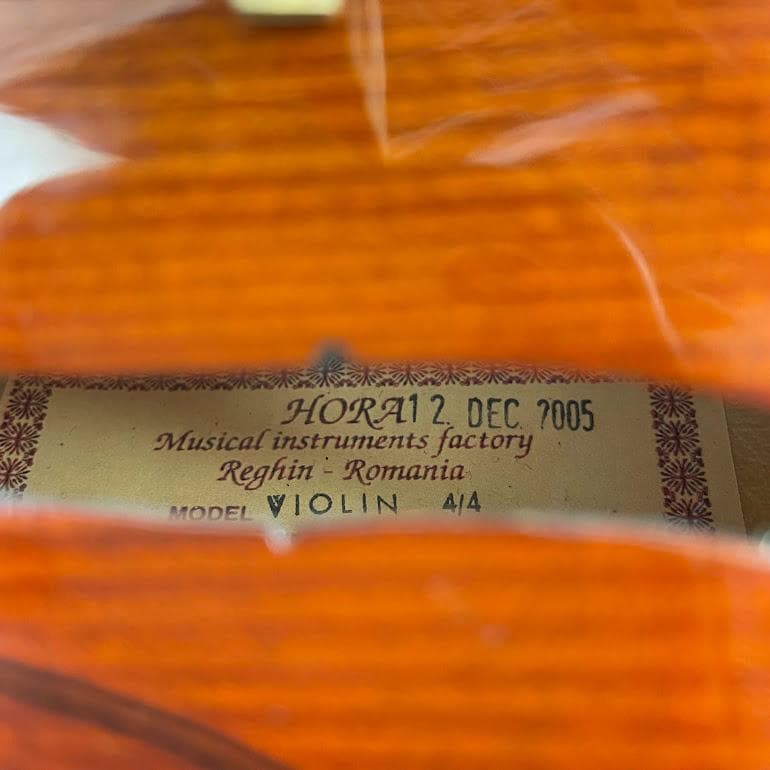 HORA 12. DEC. 2005
Musical instruments factory
Reghin - Romania
MODEL VIOLIN 4/4